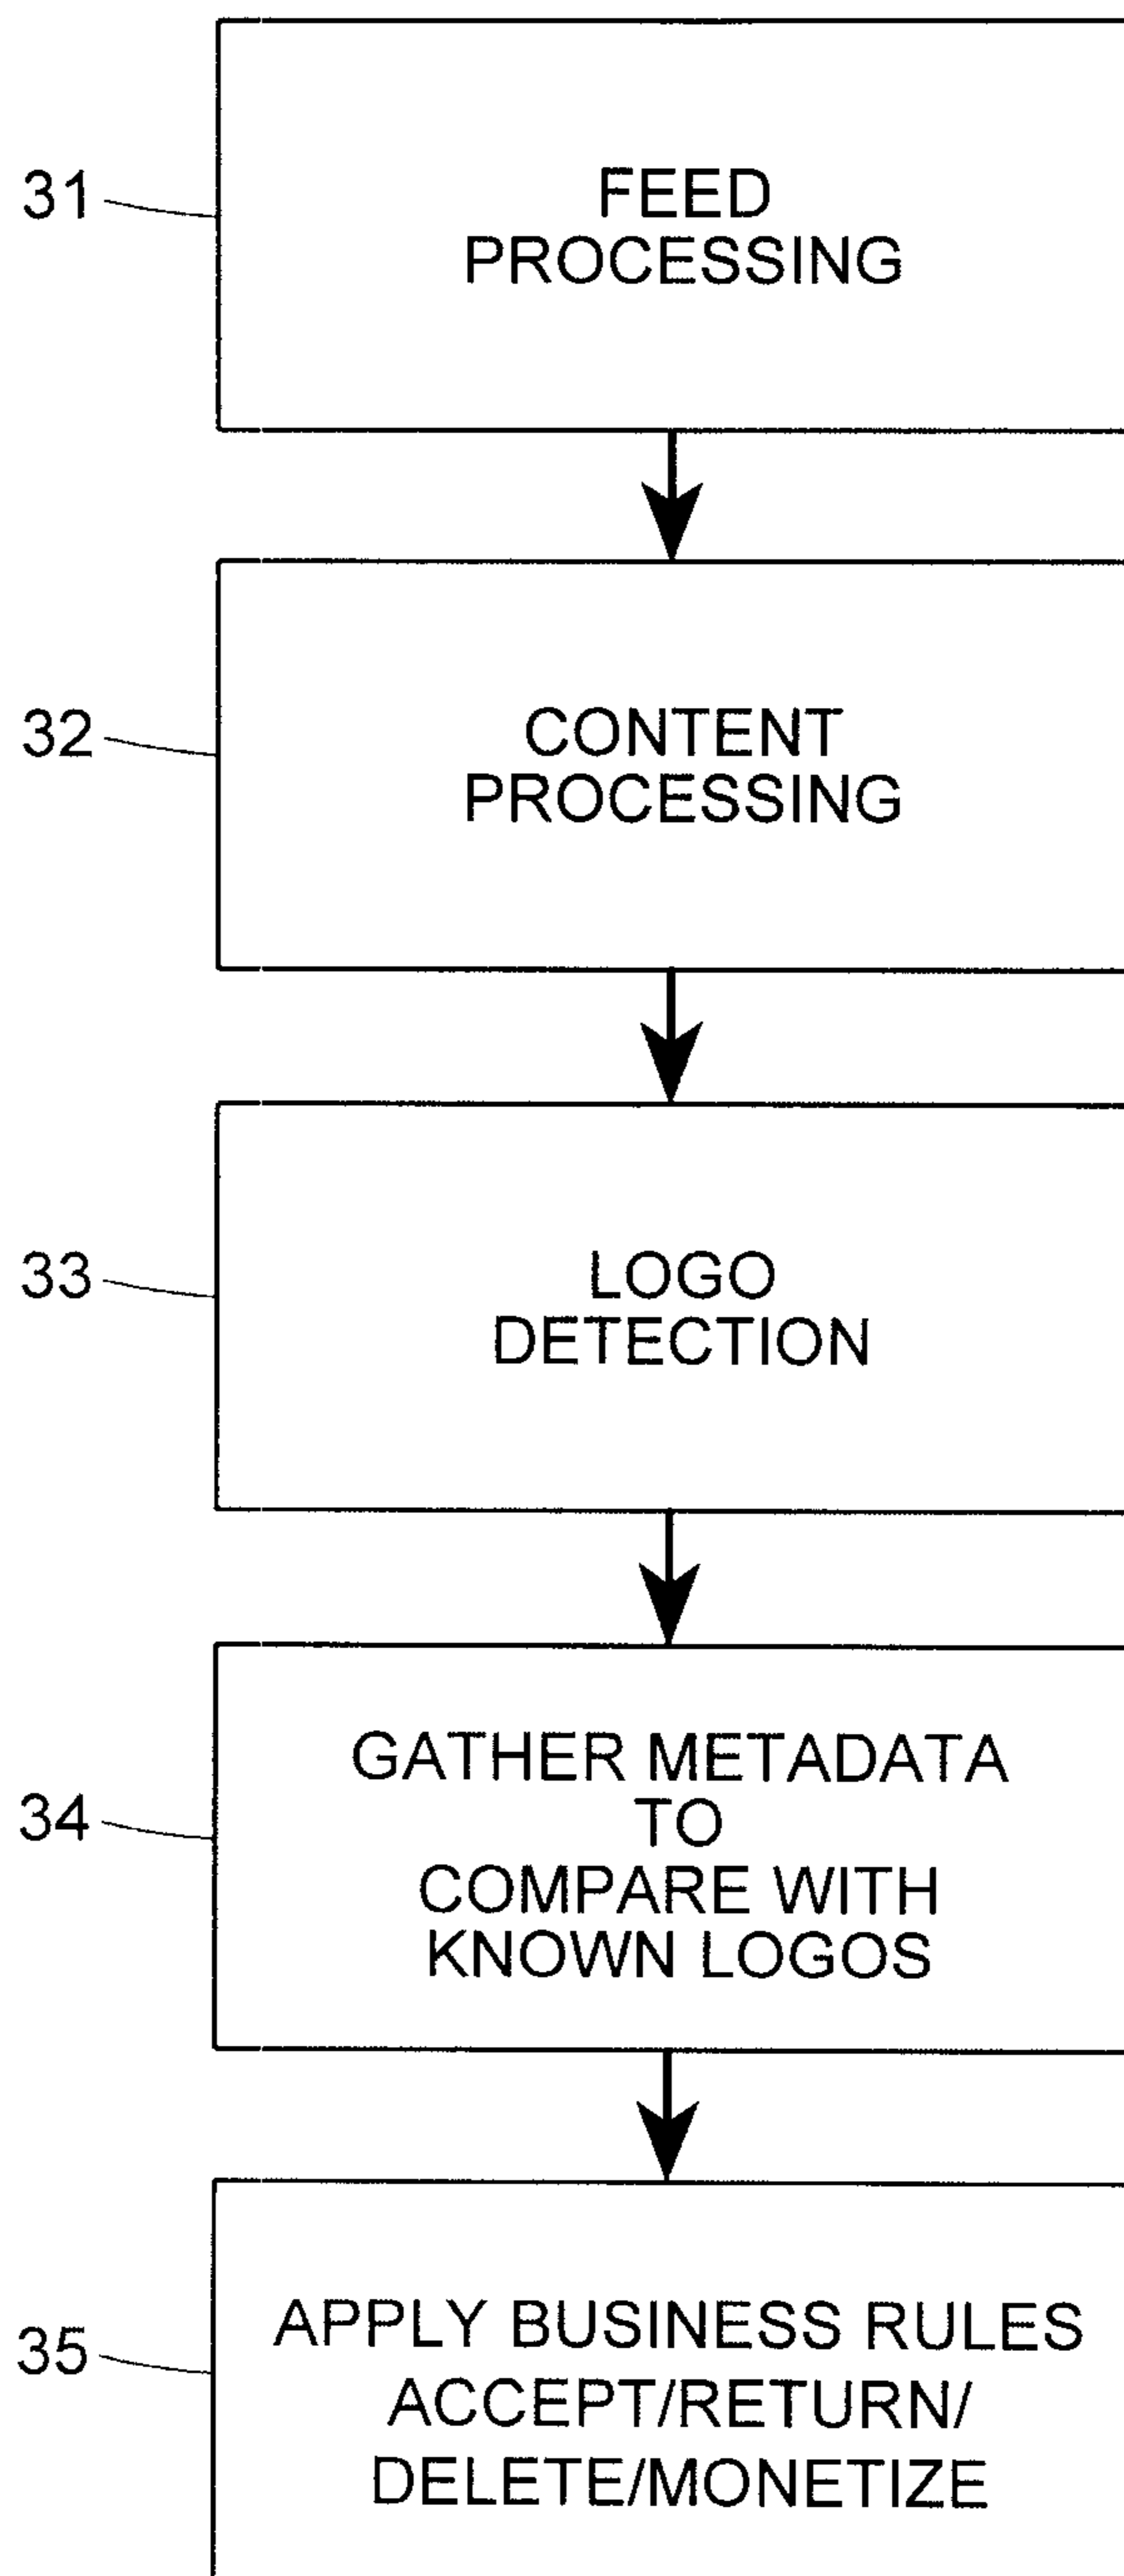 31
FEED
PROCESSING
32
CONTENT
PROCESSING
33
LOGO
DETECTION
34
GATHER METADATA
TO
COMPARE WITH
KNOWN LOGOS
35
APPLY BUSINESS RULES
ACCEPT/RETURN/
DELETE/MONETIZE